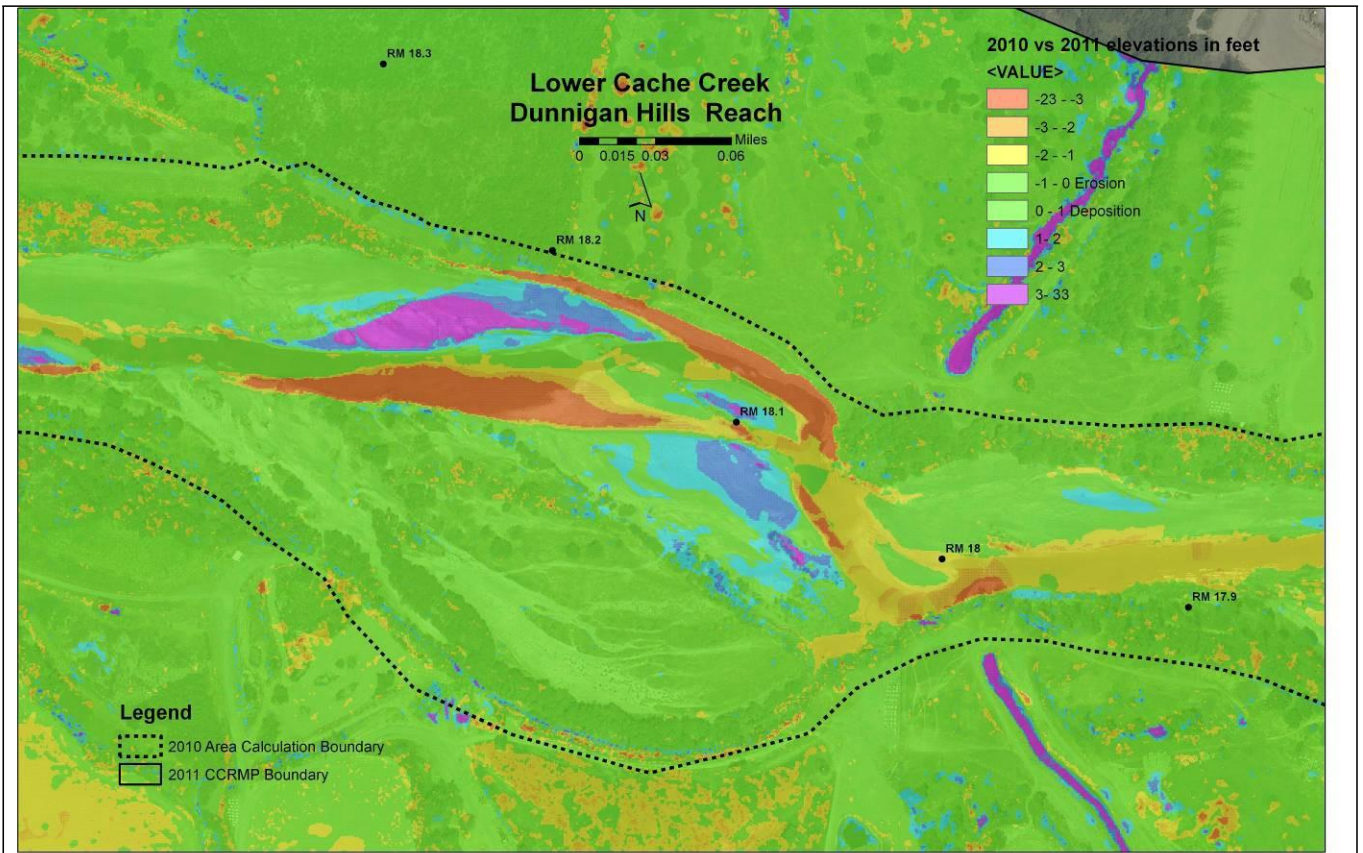 RM 18.3
Lower Cache Creek
Dunnigan Hills Reach
Miles
0 0.015 0.03 0.06
N
2010 vs 2011 elevations in feet
<VALUE>
-23 - -3
-3 - -2
-2 - -1
-1 - 0 Erosion
0 - 1 Deposition
1 - 2
2 - 3
3 - 33
RM 18.2
RM 18.1
RM 18
RM 17.9
Legend
2010 Area Calculation Boundary
2011 CCRMP Boundary